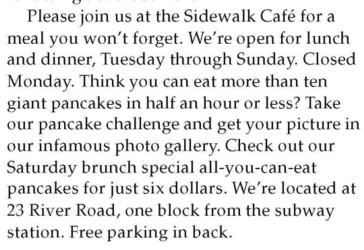 Please join us at the Sidewalk Café for a
meal you won't forget. We're open for lunch
and dinner, Tuesday through Sunday. Closed
Monday. Think you can eat more than ten
giant pancakes in half an hour or less? Take
our pancake challenge and get your picture in
our infamous photo gallery. Check out our
Saturday brunch special all-you-can-eat
pancakes for just six dollars. We're located at
23 River Road, one block from the subway
station. Free parking in back.